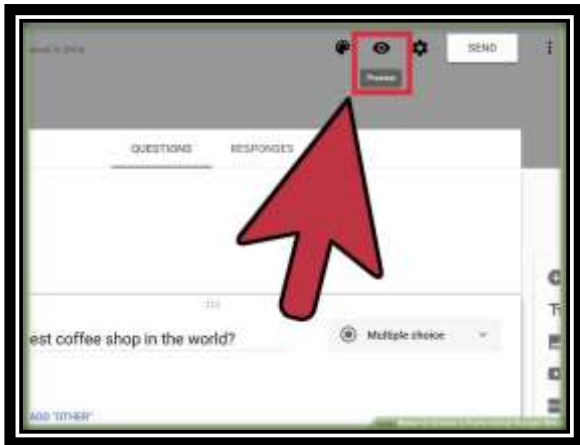 SEND
Preview
QUESTIONS RESPONSES
est coffee shop in the world?
Multiple choice
ADD "OTHER"